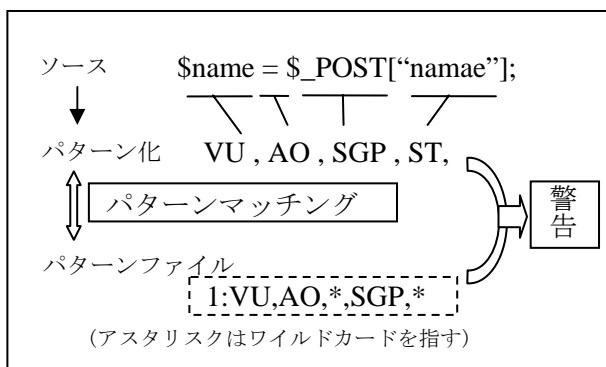 ソース $name = $_POST[“namae”];
パターン化 VU , AO , SGP , ST,
パターンマッチング
警告
パターンファイル
1:VU,AO,*,SGP,*
(アスタリスクはワイルドカードを指す)